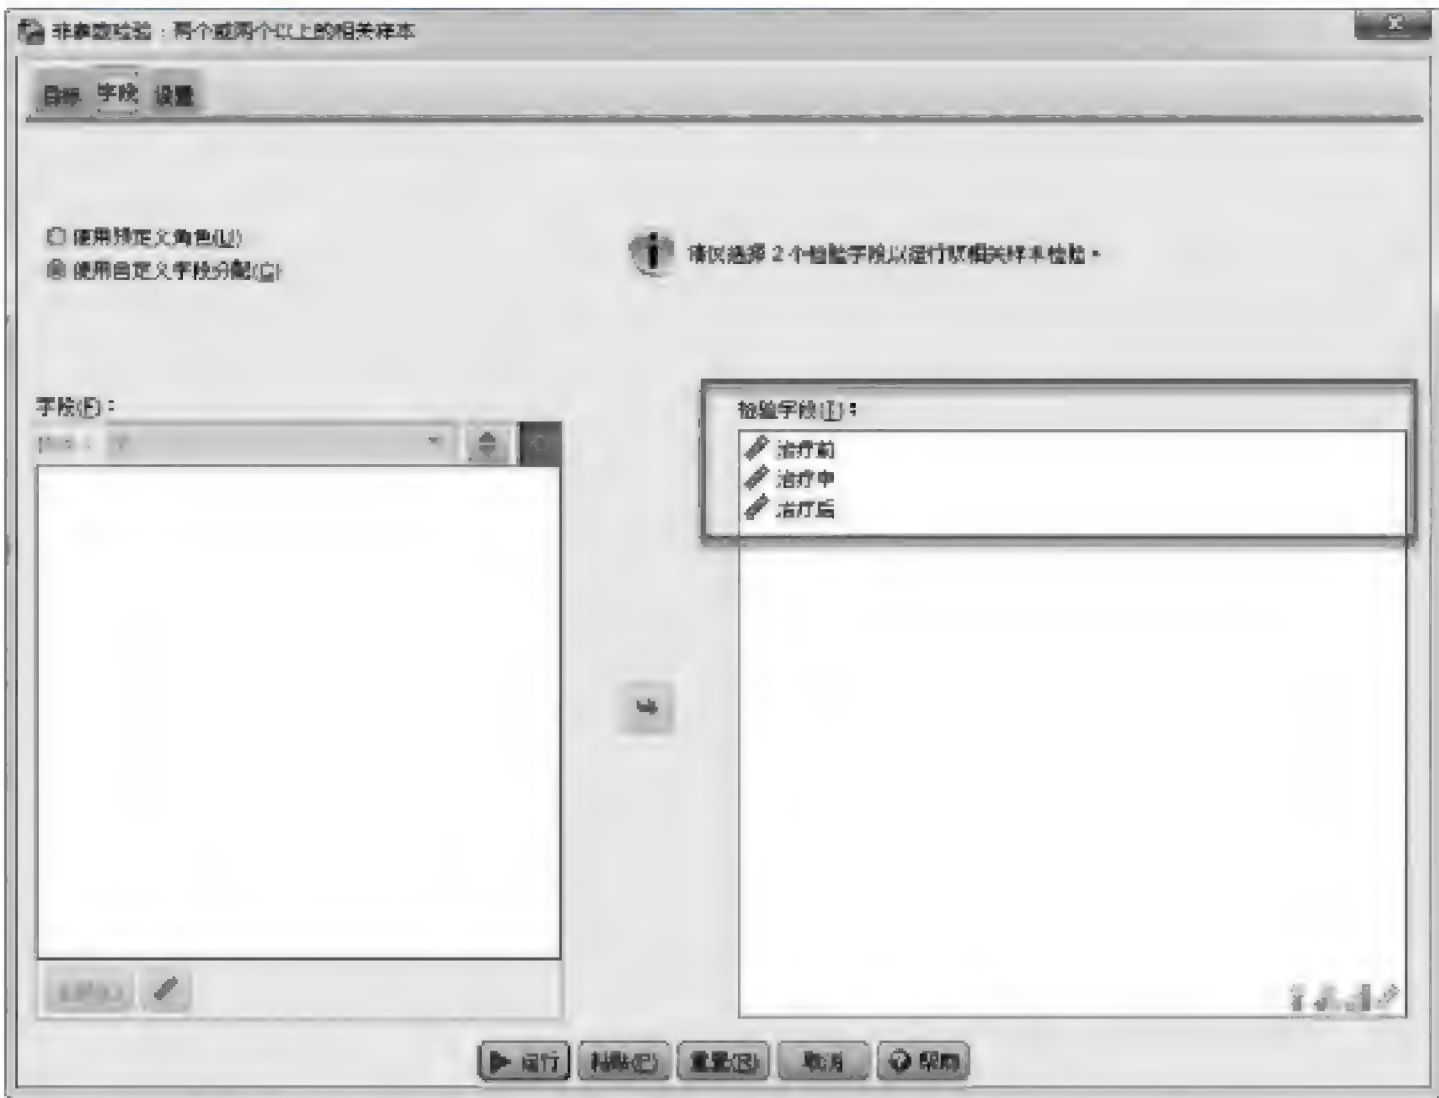 非参数检验：两个或两个以上的相关样本
目标 字段 设置
使用预定义角色(U)
使用自定义字段分配(C)
请仅选择 2 个检验字段以运行双相关样本检验。
字段(F)：
检验字段(T)：
治疗前
治疗中
治疗后
运行 粘贴(P) 重置(R) 取消 帮助